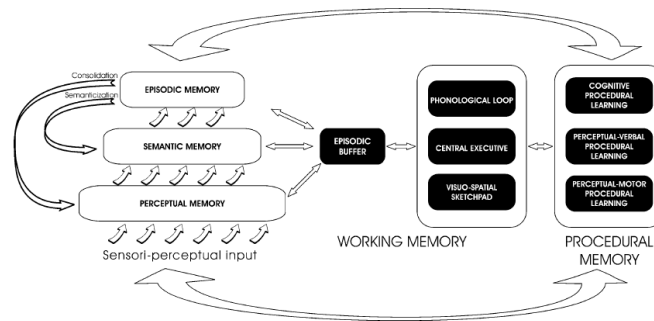 Consolidation
Semanticization
EPISODIC MEMORY
SEMANTIC MEMORY
PERCEPTUAL MEMORY
Sensori-perceptual input
EPISODIC
BUFFER
PHONOLOGICAL LOOP
CENTRAL EXECUTIVE
VISUO-SPATIAL
SKETCHPAD
WORKING MEMORY
COGNITIVE
PROCEDURAL
LEARNING
PERCEPTUAL-VERBAL
PROCEDURAL
LEARNING
PERCEPTUAL-MOTOR
PROCEDURAL
LEARNING
PROCEDURAL
MEMORY